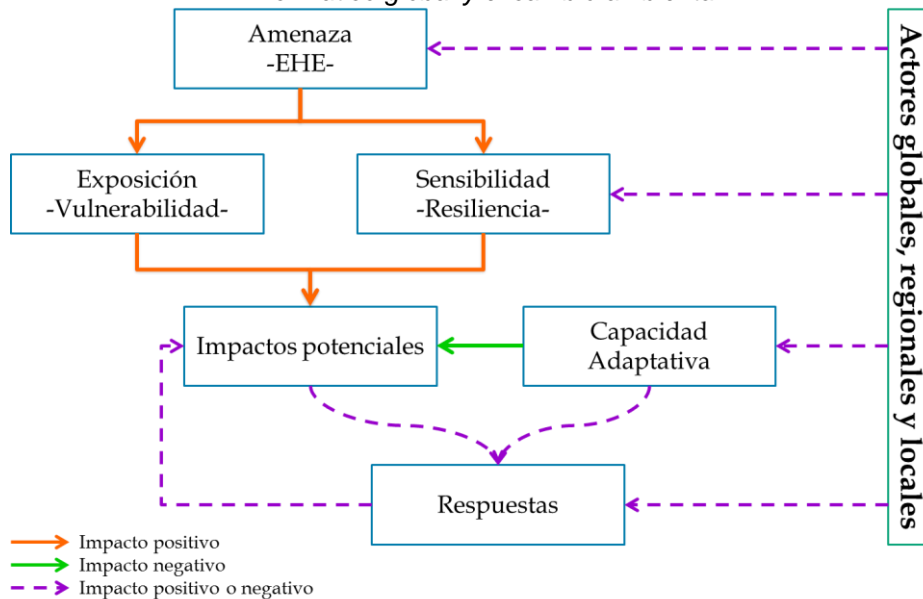 Amenaza
-EHE-
Exposición
-Vulnerabilidad-
Sensibilidad
-Resiliencia-
Impactos potenciales
Capacidad
Adaptativa
Respuestas
Actores globales, regionales y locales
Impacto positivo
Impacto negativo
Impacto positivo o negativo